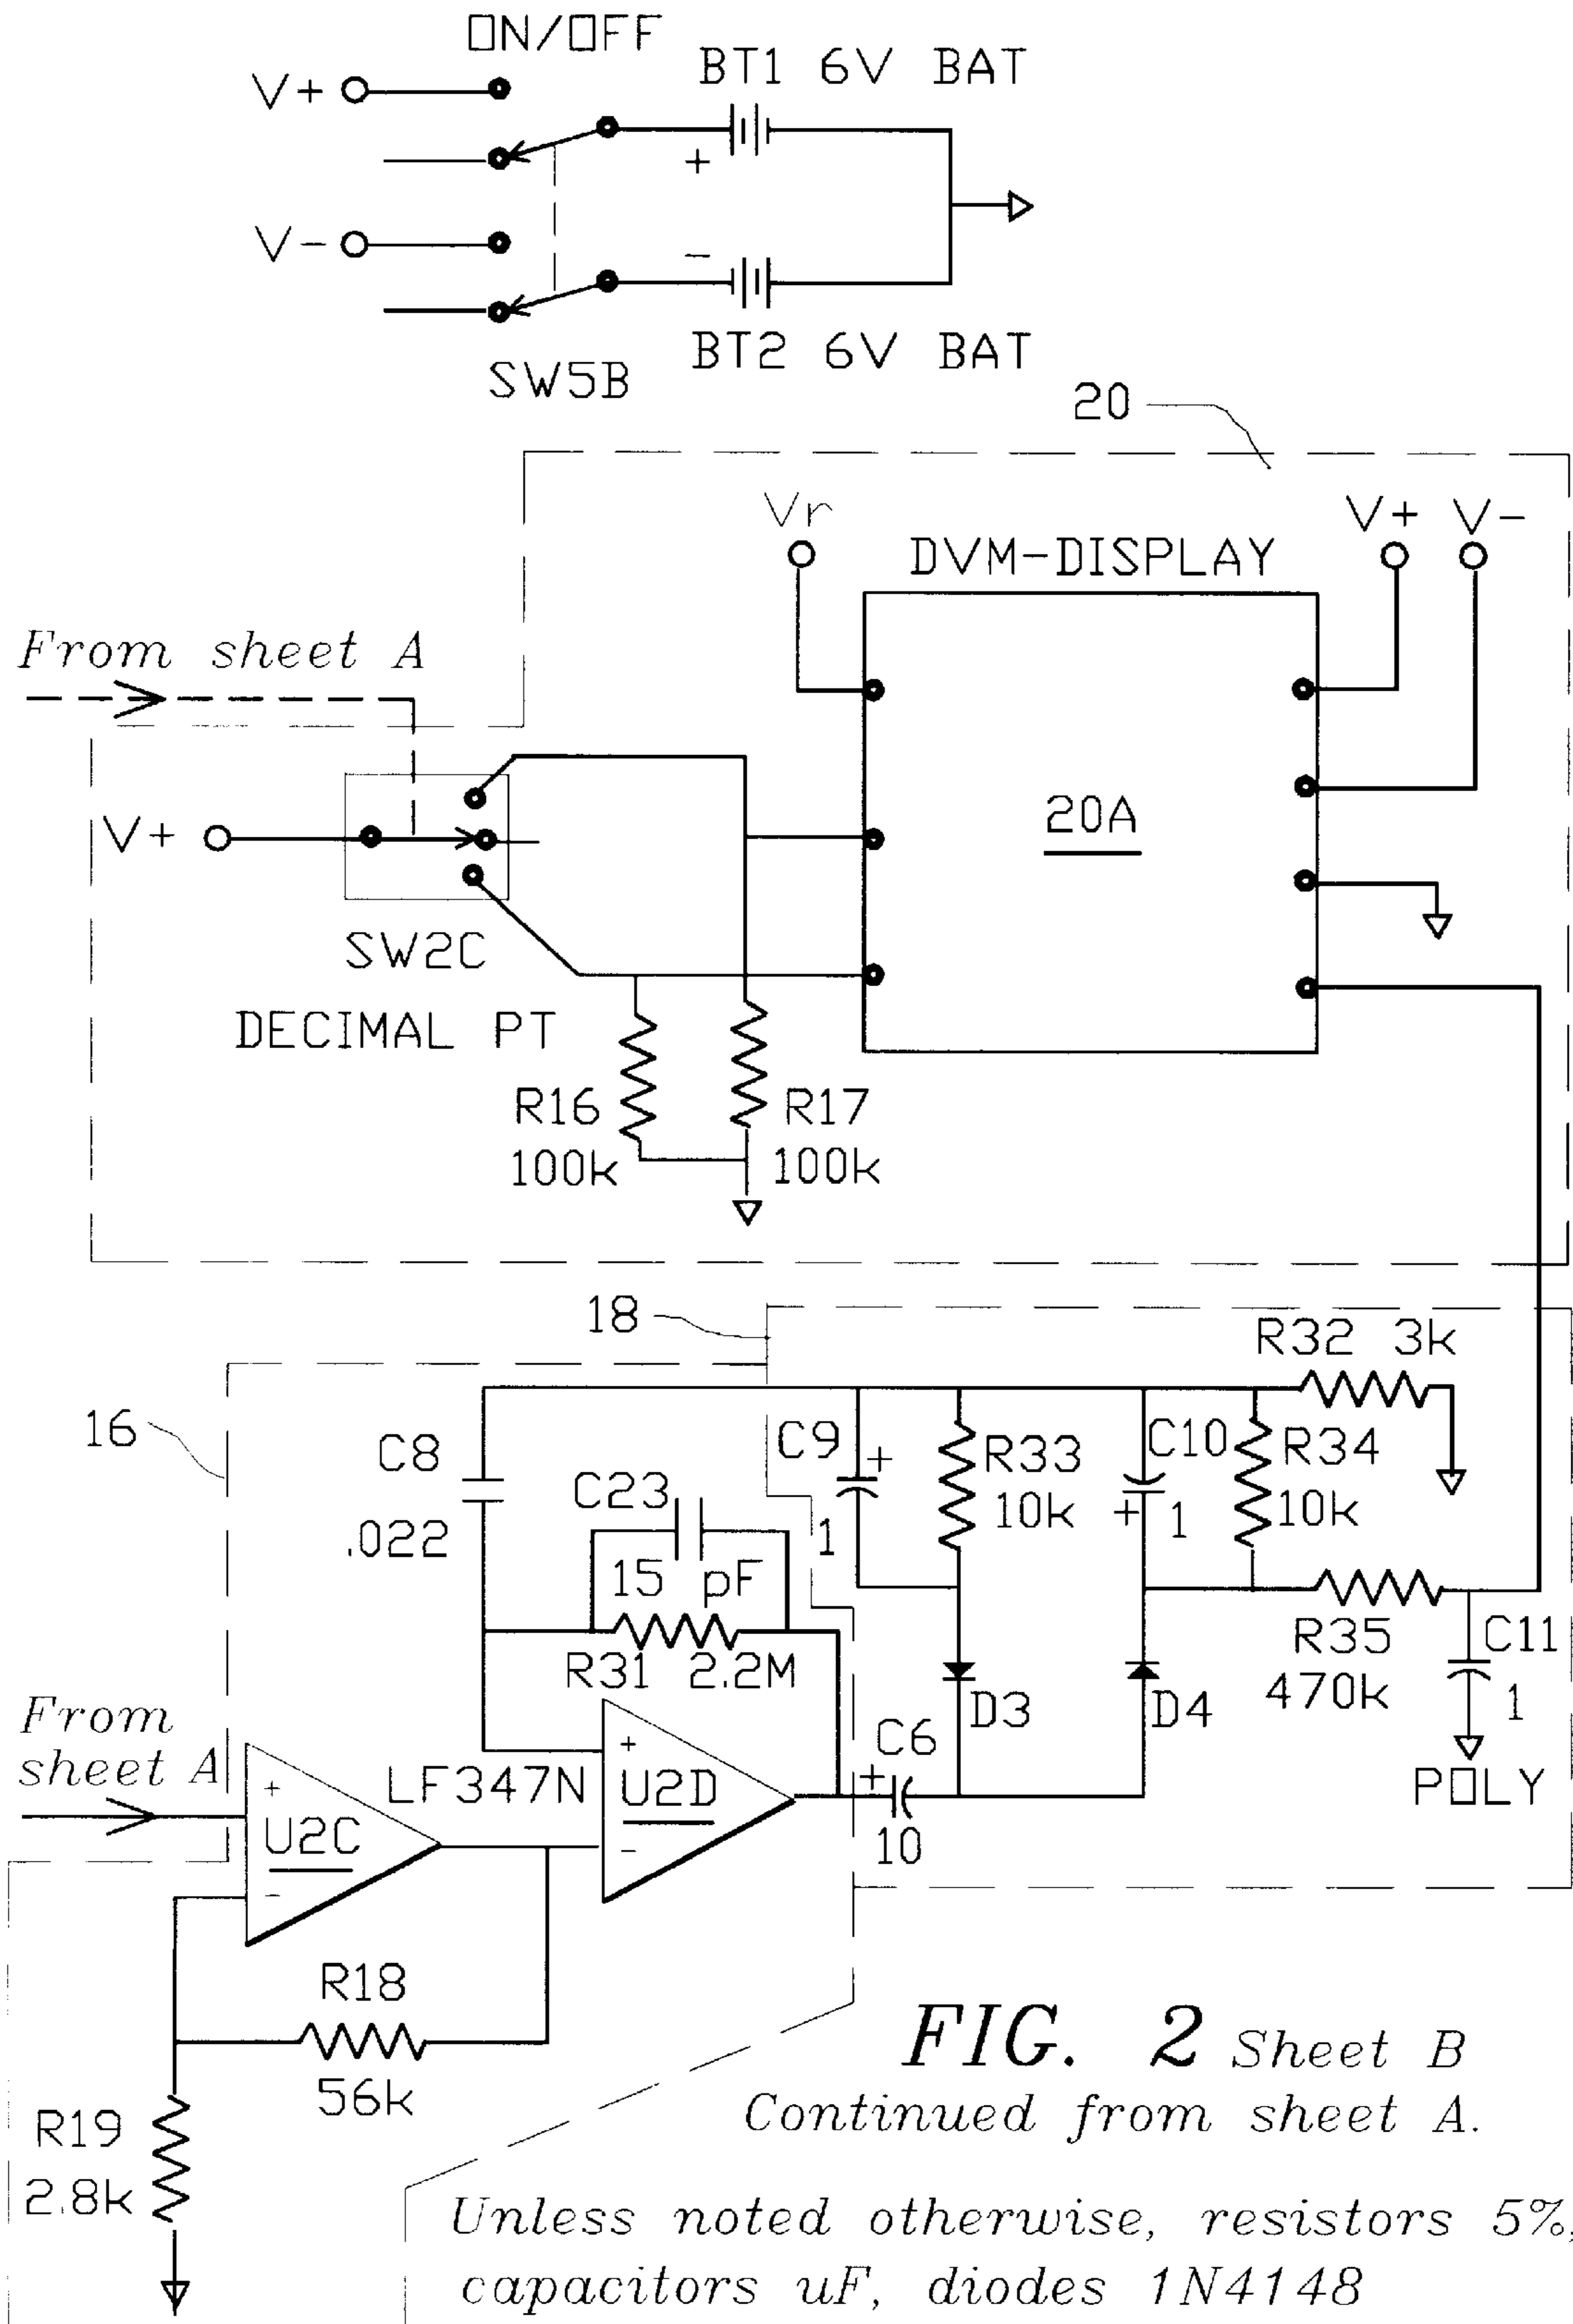 ON/OFF
V+
BT1 6V BAT
+
V-
-
BT2 6V BAT
SW5B
20
Vr
V+ V-
DVM-DISPLAY
From sheet A
V+
20A
SW2C
DECIMAL PT
R16
100k
R17
100k
18
R32 3k
16
C8
.022
C23
15 pF
R31 2.2M
C9
+
1
R33
10k
C10
+
1
R34
10k
R35
470k
C11
1
POLY
D3
D4
From
sheet A
+
U2C
-
LF347N
+
U2D
-
C6
+
10
R18
56k
R19
2.8k
FIG. 2 Sheet B
Continued from sheet A.
Unless noted otherwise, resistors 5%,
capacitors uF, diodes 1N4148